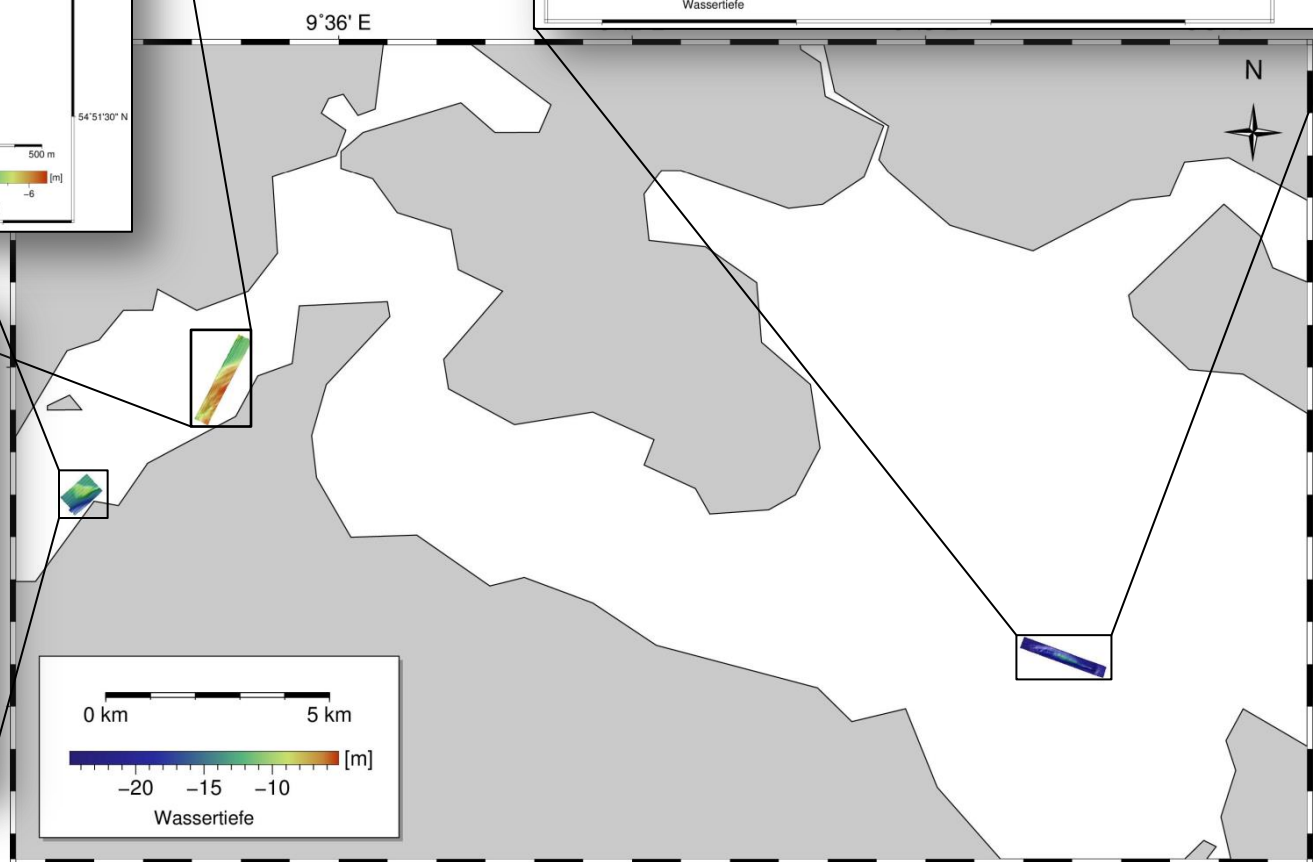 Wassertiefe
9°36' E
N
54°51'30" N
500 m
[m]
−6
0 km 5 km
[m]
−20 −15 −10
Wassertiefe